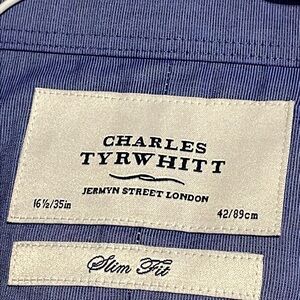 CHARLES
TYRWHITT
JERMYN STREET LONDON
16½/35in
42/89cm
Slim Fit